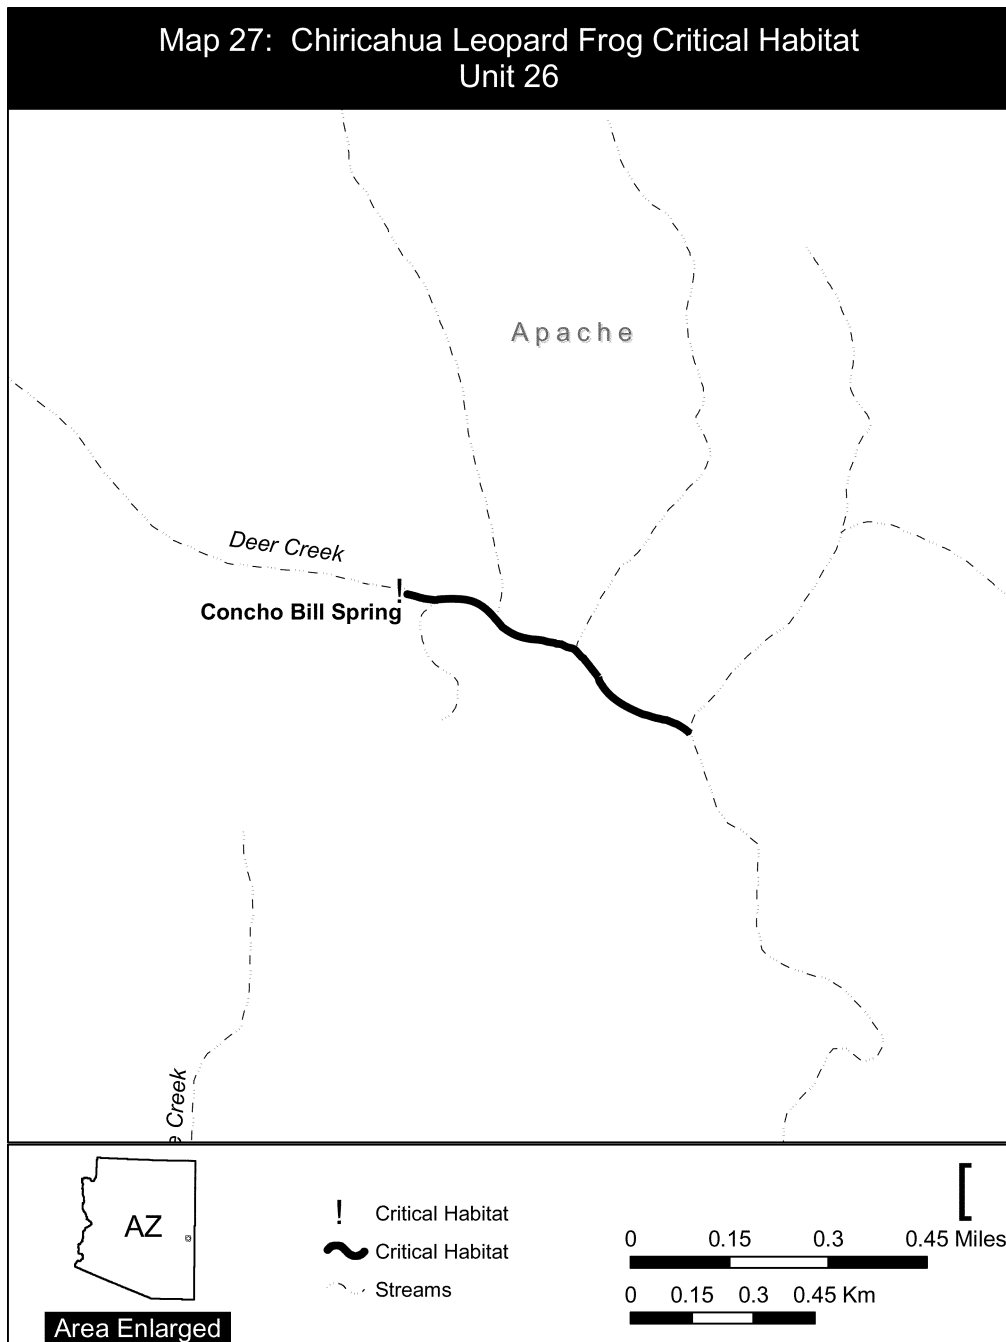 Map 27: Chiricahua Leopard Frog Critical Habitat
Unit 26
Apache
Deer Creek
!
Concho Bill Spring
e Creek
AZ
Area Enlarged
! Critical Habitat
Critical Habitat
Streams
[
0 0.15 0.3 0.45 Miles
0 0.15 0.3 0.45 Km